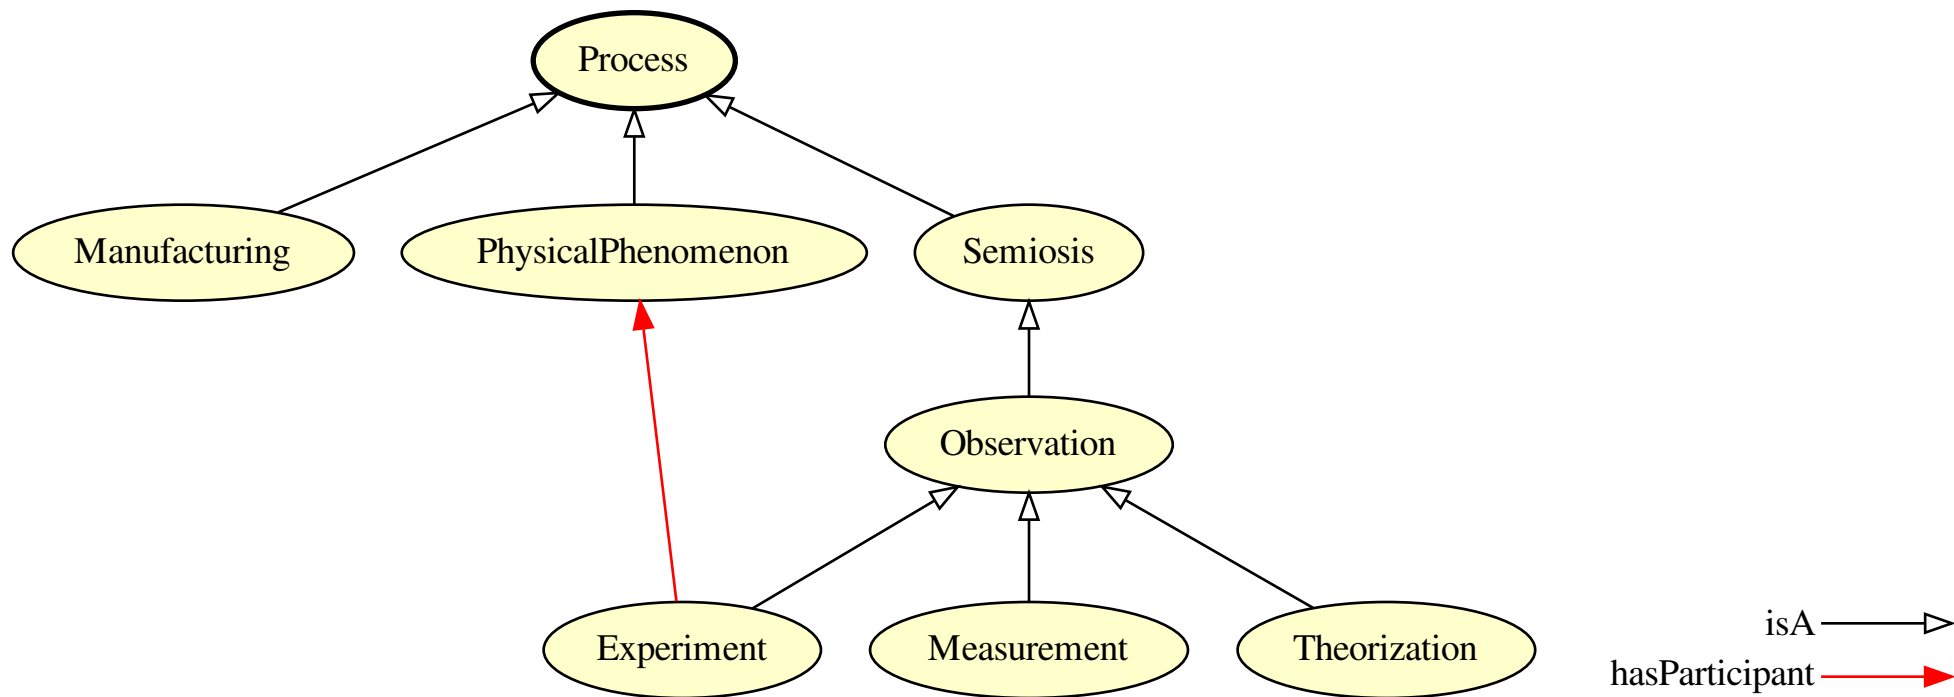 Process
Manufacturing
PhysicalPhenomenon
Semiosis
Observation
Experiment
Measurement
Theorization
isA
hasParticipant